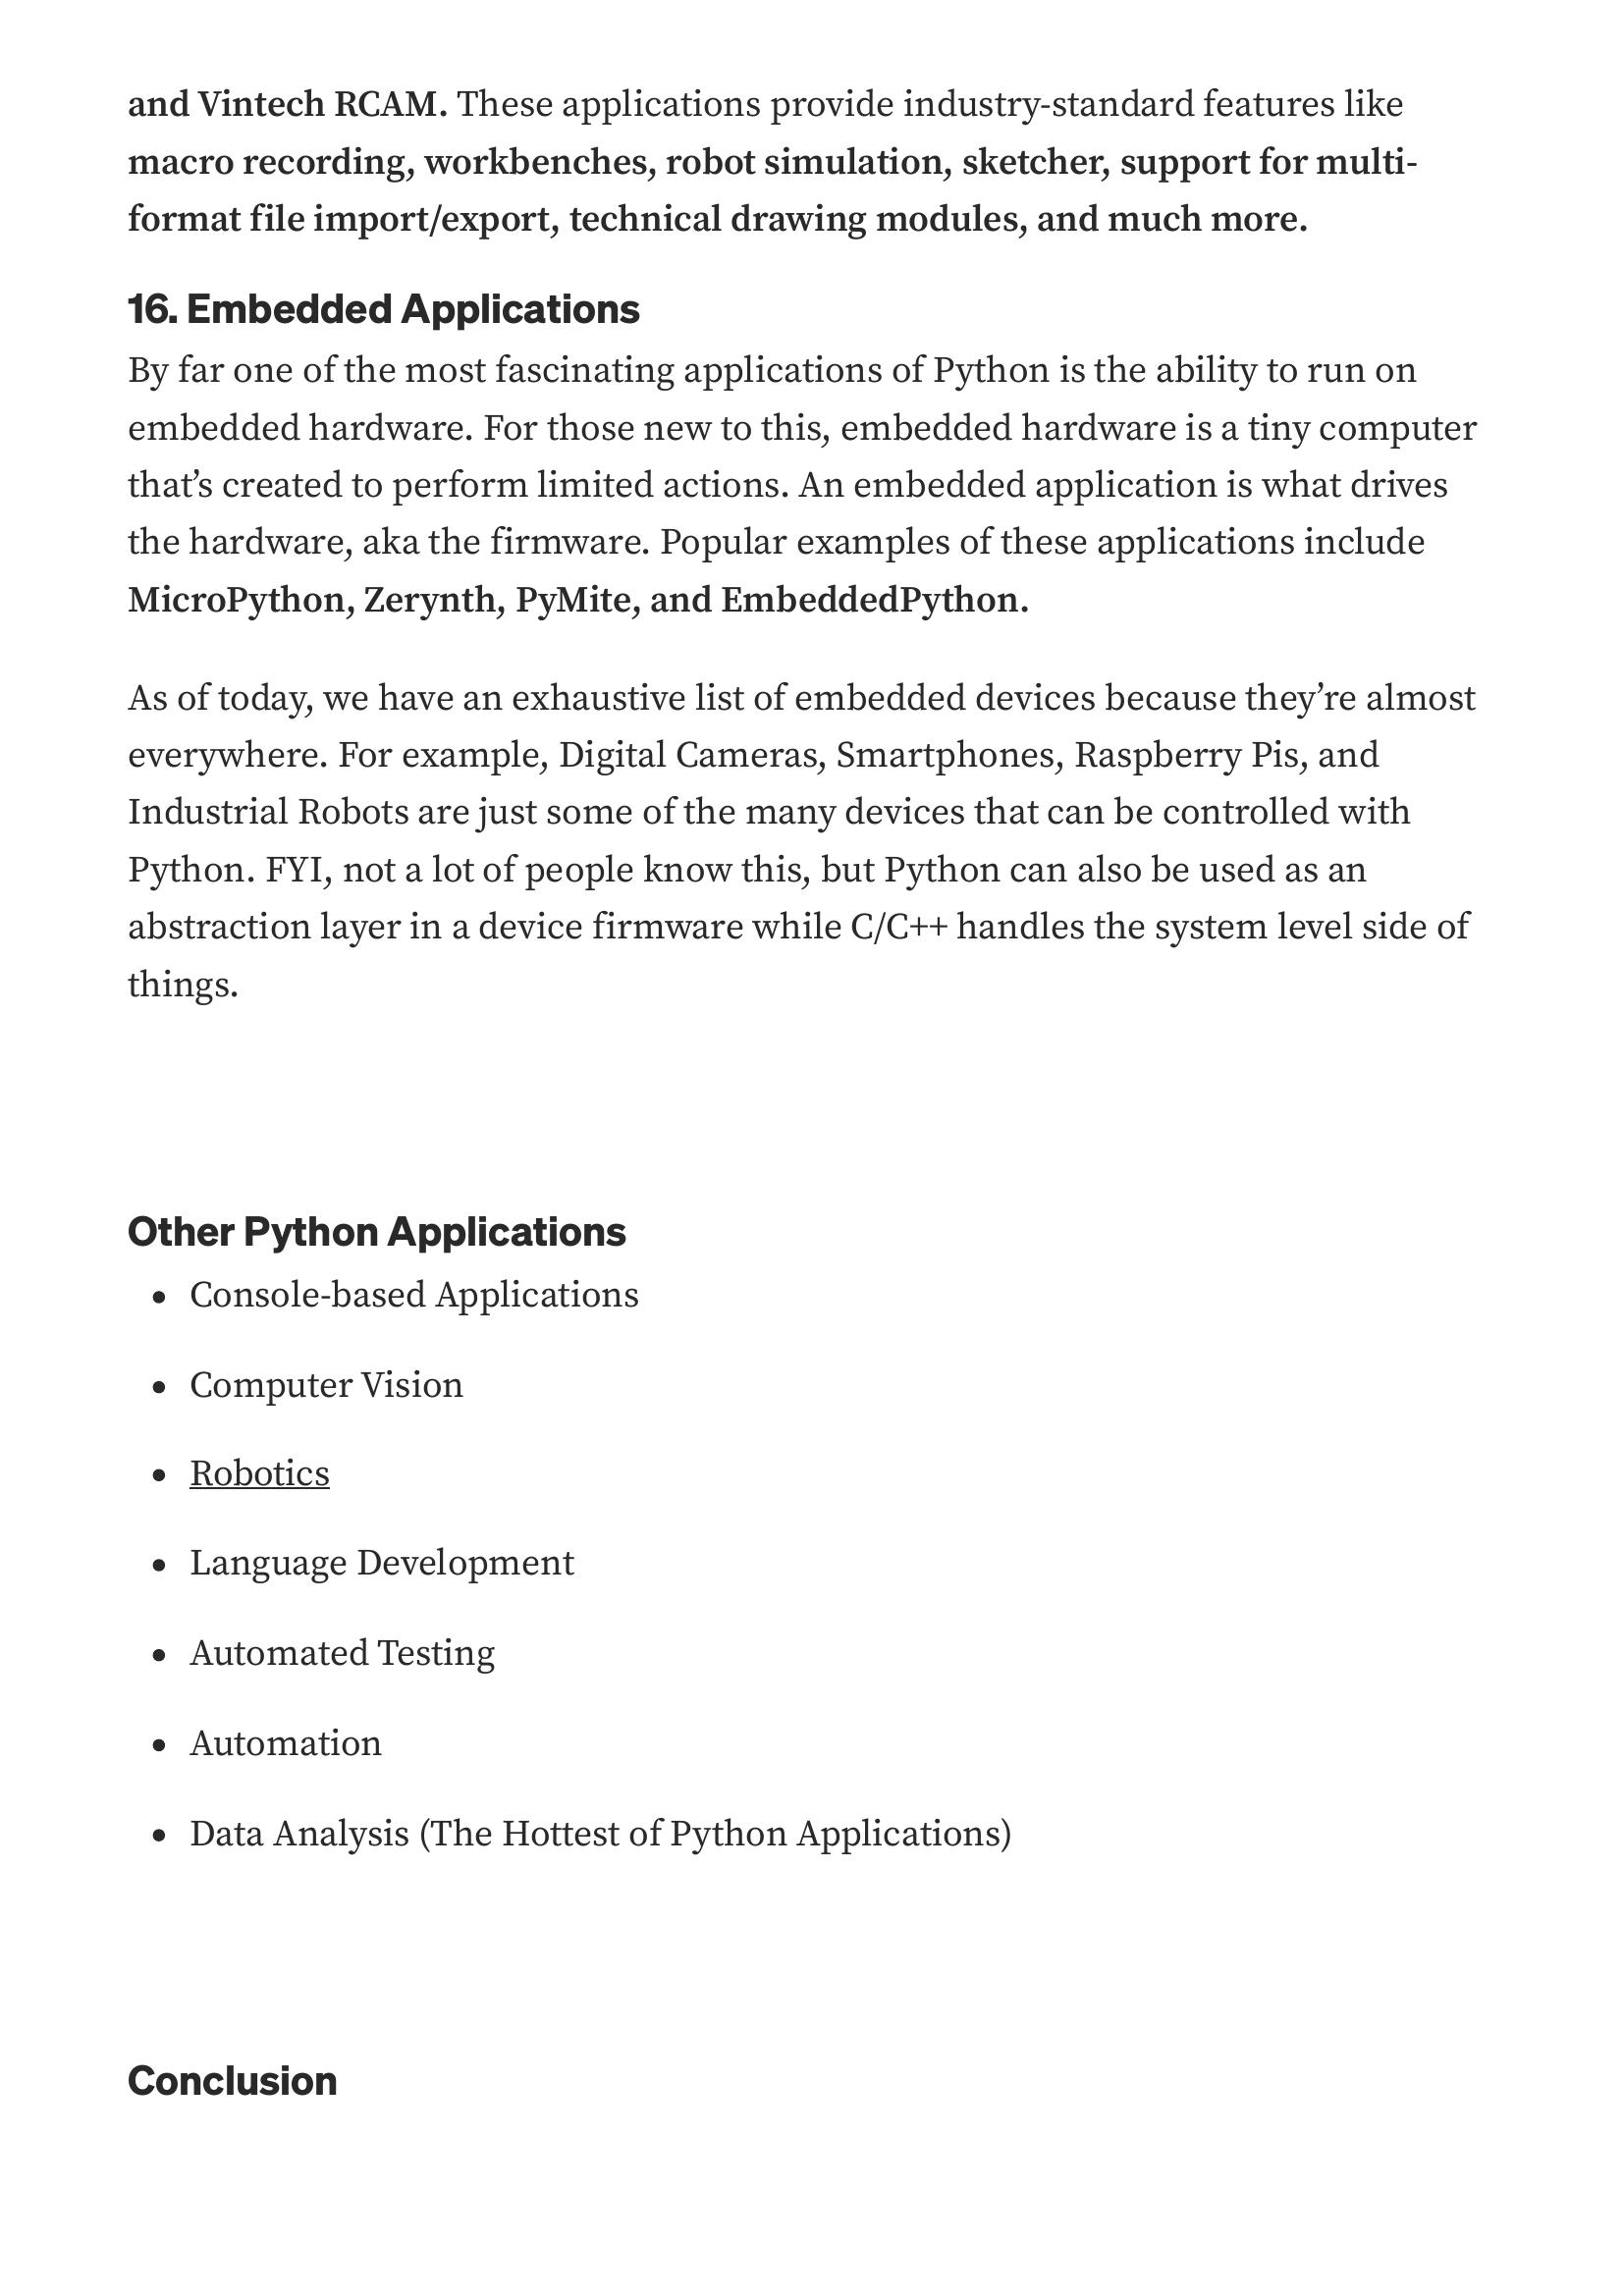 and Vintech RCAM. These applications provide industry-standard features like
macro recording, workbenches, robot simulation, sketcher, support for multi-
format file import/export, technical drawing modules, and much more.
16. Embedded Applications
By far one of the most fascinating applications of Python is the ability to run on
embedded hardware. For those new to this, embedded hardware is a tiny computer
that’s created to perform limited actions. An embedded application is what drives
the hardware, aka the firmware. Popular examples of these applications include
MicroPython, Zerynth, PyMite, and EmbeddedPython.
As of today, we have an exhaustive list of embedded devices because they’re almost
everywhere. For example, Digital Cameras, Smartphones, Raspberry Pis, and
Industrial Robots are just some of the many devices that can be controlled with
Python. FYI, not a lot of people know this, but Python can also be used as an
abstraction layer in a device firmware while C/C++ handles the system level side of
things.
Other Python Applications
• Console-based Applications
• Computer Vision
• Robotics
• Language Development
• Automated Testing
• Automation
• Data Analysis (The Hottest of Python Applications)
Conclusion